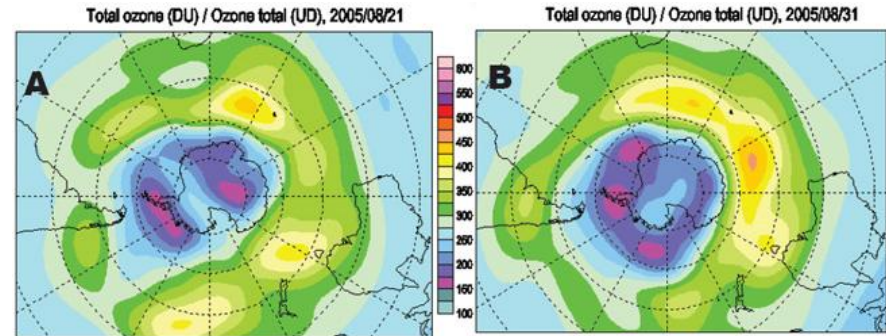 Total ozone (DU) / Ozone total (UD), 2005/08/21
Total ozone (DU) / Ozone total (UD), 2005/08/31
A
B
600
550
500
450
400
350
300
250
200
150
100